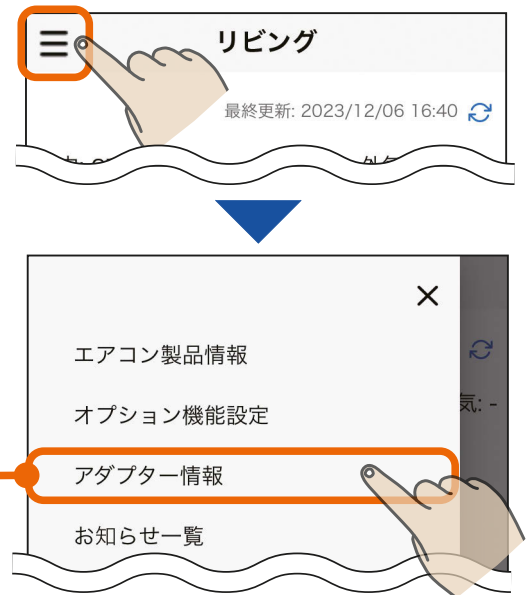 リビング
最終更新: 2023/12/06 16:40
エアコン製品情報
気: -
オプション機能設定
アダプター情報
お知らせ一覧